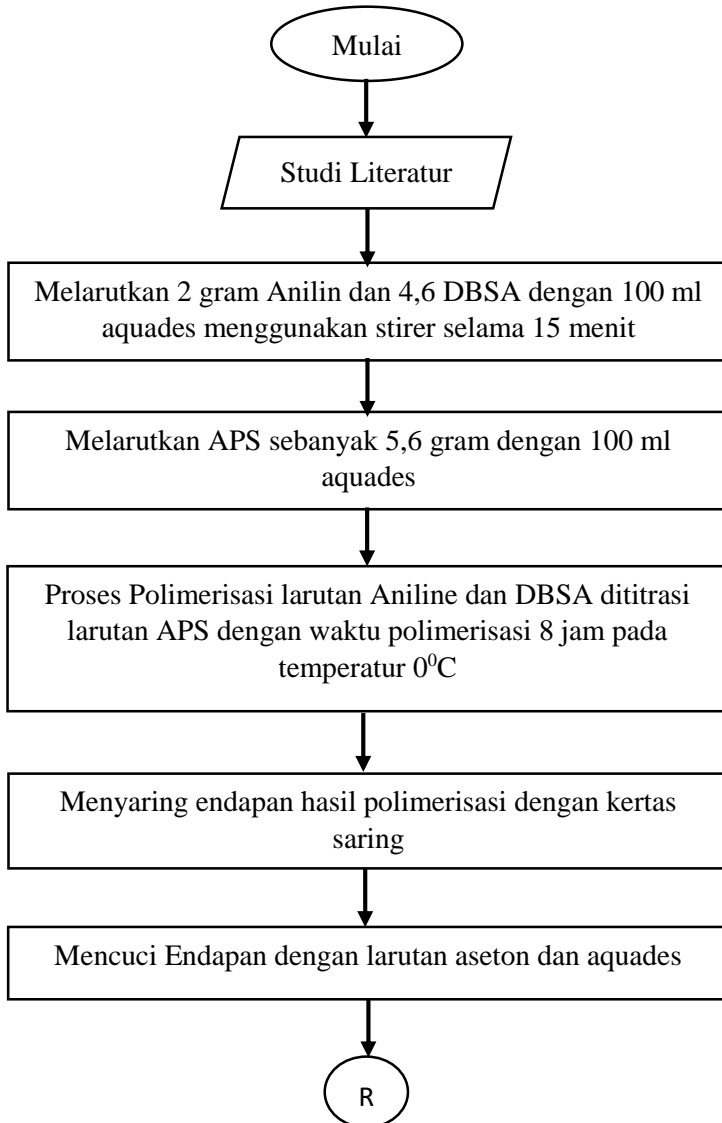 Mulai
Studi Literatur
Melarutkan 2 gram Anilin dan 4,6 DBSA dengan 100 ml
aquades menggunakan stirer selama 15 menit
Melarutkan APS sebanyak 5,6 gram dengan 100 ml
aquades
Proses Polimerisasi larutan Aniline dan DBSA dititrasi
larutan APS dengan waktu polimerisasi 8 jam pada
temperatur 0⁰C
Menyaring endapan hasil polimerisasi dengan kertas
saring
Mencuci Endapan dengan larutan aseton dan aquades
R